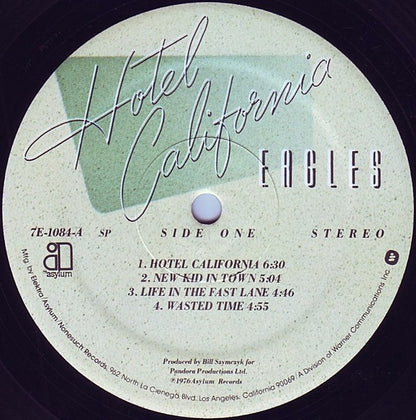 Hotel
California
EAGLES
7E-1084-A SP SIDE ONE STEREO
asylum
1. HOTEL CALIFORNIA 6:30
2. NEW KID IN TOWN 5:04
3. LIFE IN THE FAST LANE 4:46
4. WASTED TIME 4:55
Produced by Bill Szymczyk for
Pandora Productions Ltd.
℗ 1976 Asylum Records
Mfg. by Elektra/Asylum/Nonesuch Records, 962 North La Cienega Blvd. Los Angeles, California 90069/A Division of Warner Communications Inc.